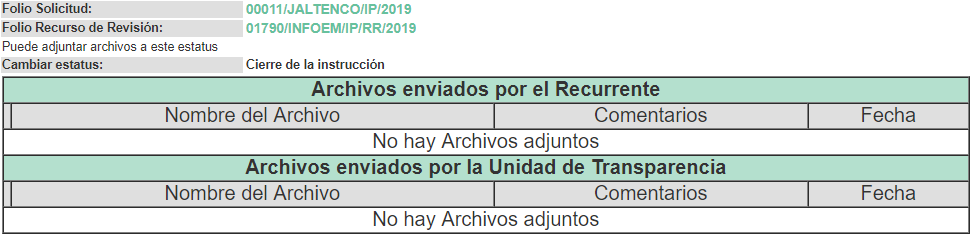 Folio Solicitud: 00011/JALTENCO/IP/2019
Folio Recurso de Revisión: 01790/INFOEM/IP/RR/2019
Puede adjuntar archivos a este estatus
Cambiar estatus: Cierre de la instrucción
Archivos enviados por el Recurrente
Nombre del Archivo Comentarios Fecha
No hay Archivos adjuntos
Archivos enviados por la Unidad de Transparencia
Nombre del Archivo Comentarios Fecha
No hay Archivos adjuntos